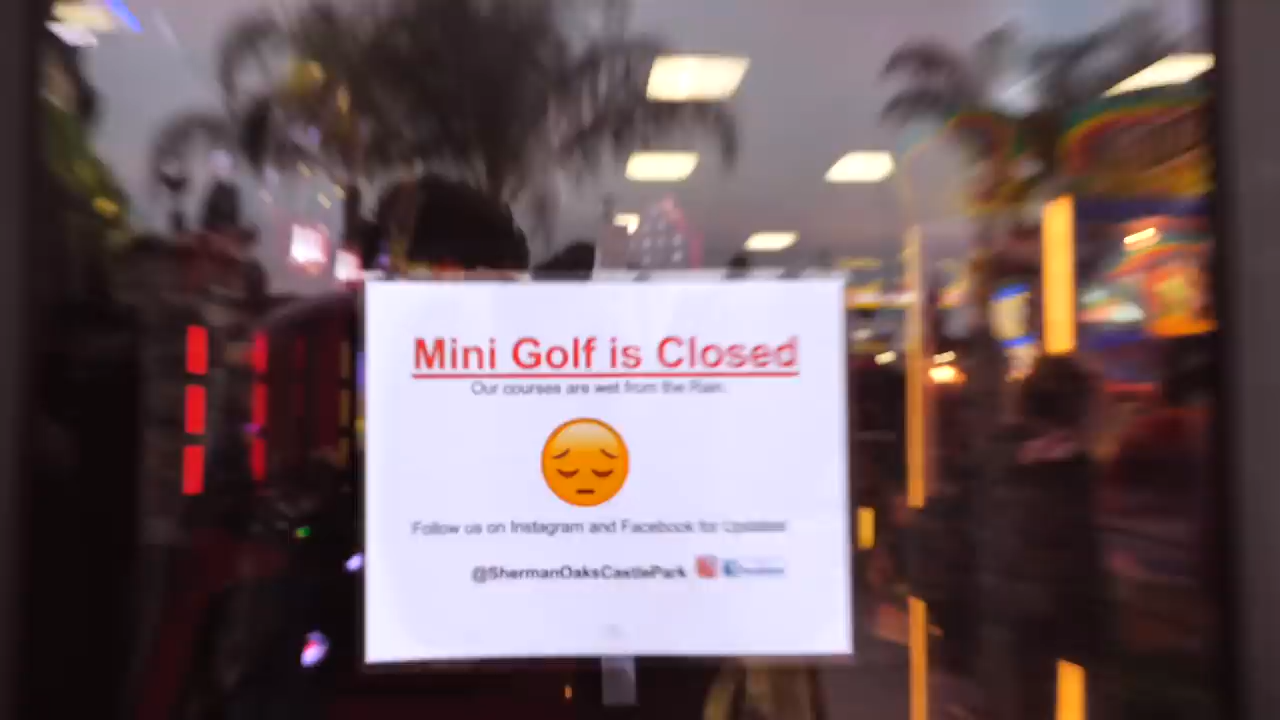 Mini Golf is Closed
Our courses are wet from the Rain.
Follow us on Instagram and Facebook for Updates!
@ShermanOaksCastlePark